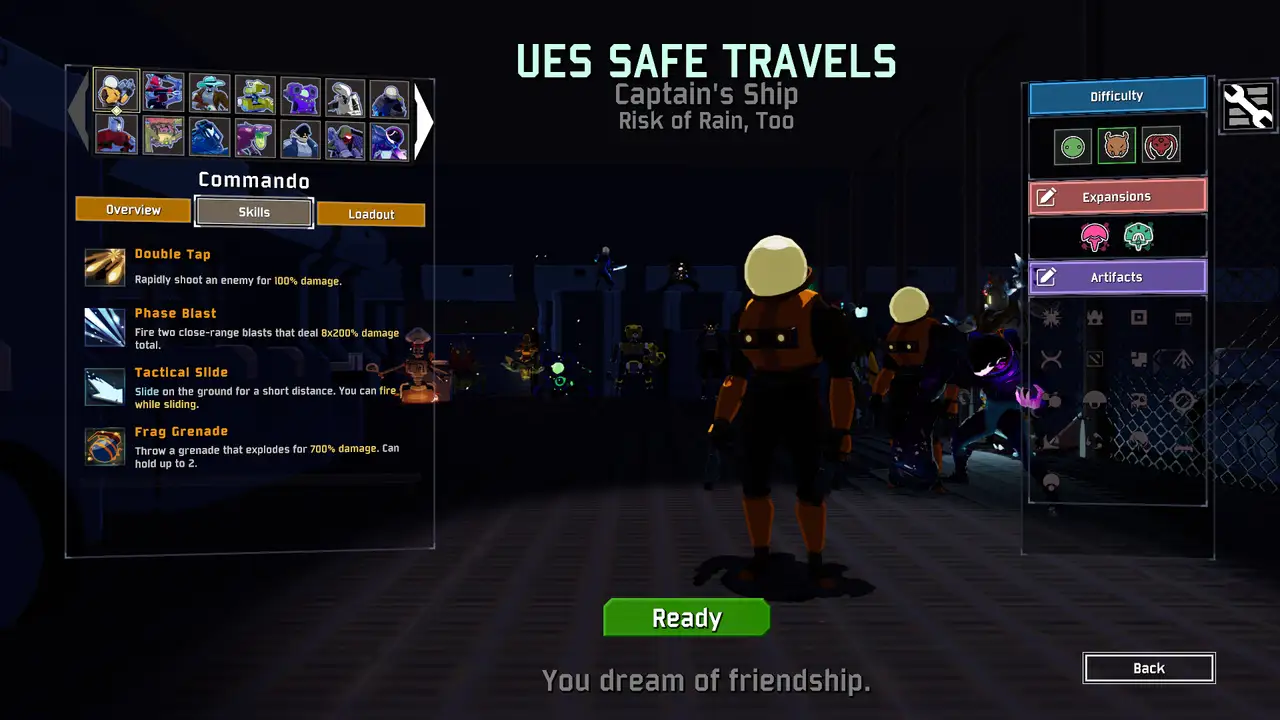 UES SAFE TRAVELS
Captain's Ship
Risk of Rain, Too
Commando
Overview
Skills
Loadout
Double Tap
Rapidly shoot an enemy for 100% damage.
Phase Blast
Fire two close-range blasts that deal 8x200% damage
total.
Tactical Slide
Slide on the ground for a short distance. You can fire
while sliding.
Frag Grenade
Throw a grenade that explodes for 700% damage. Can
hold up to 2.
Difficulty
Expansions
Artifacts
Ready
You dream of friendship.
Back